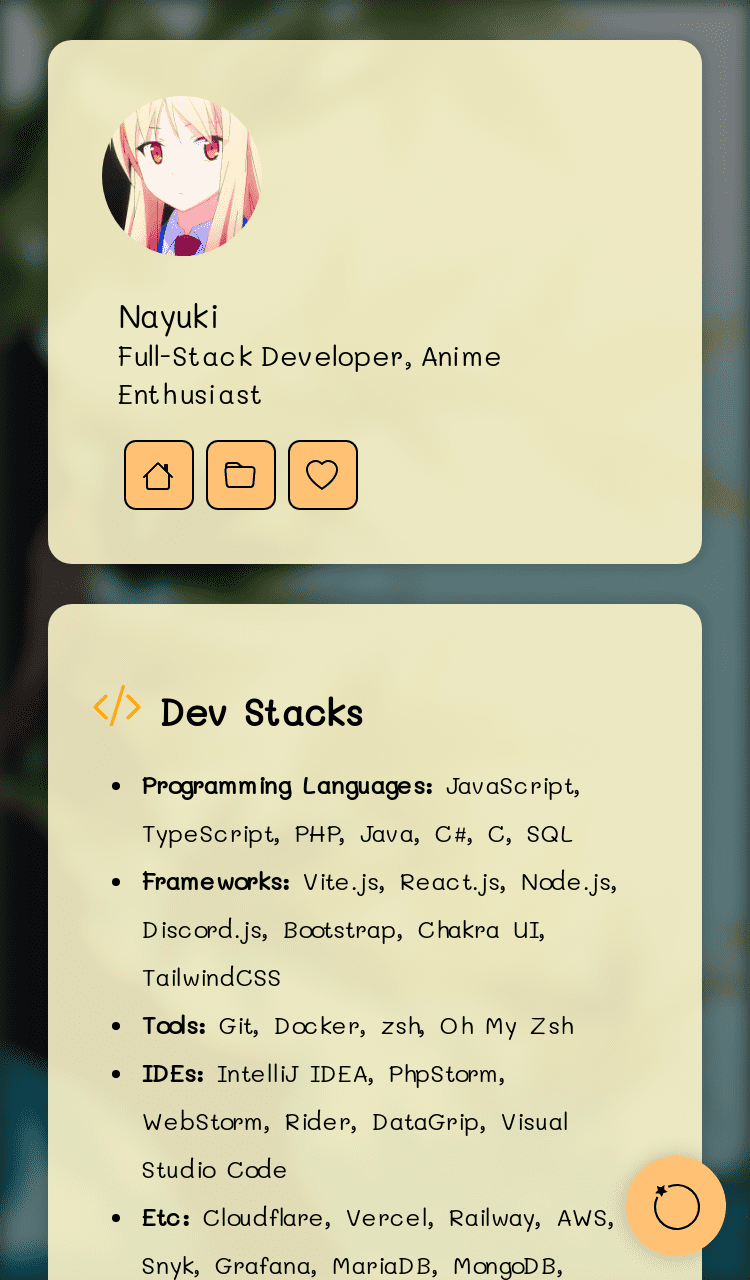 Nayuki
Full-Stack Developer, Anime
Enthusiast
Dev Stacks
Programming Languages: JavaScript,
TypeScript, PHP, Java, C#, C, SQL
Frameworks: Vite.js, React.js, Node.js,
Discord.js, Bootstrap, Chakra UI,
TailwindCSS
Tools: Git, Docker, zsh, Oh My Zsh
IDEs: IntelliJ IDEA, PhpStorm,
WebStorm, Rider, DataGrip, Visual
Studio Code
Etc: Cloudflare, Vercel, Railway, AWS,
Snyk, Grafana, MariaDB, MongoDB,